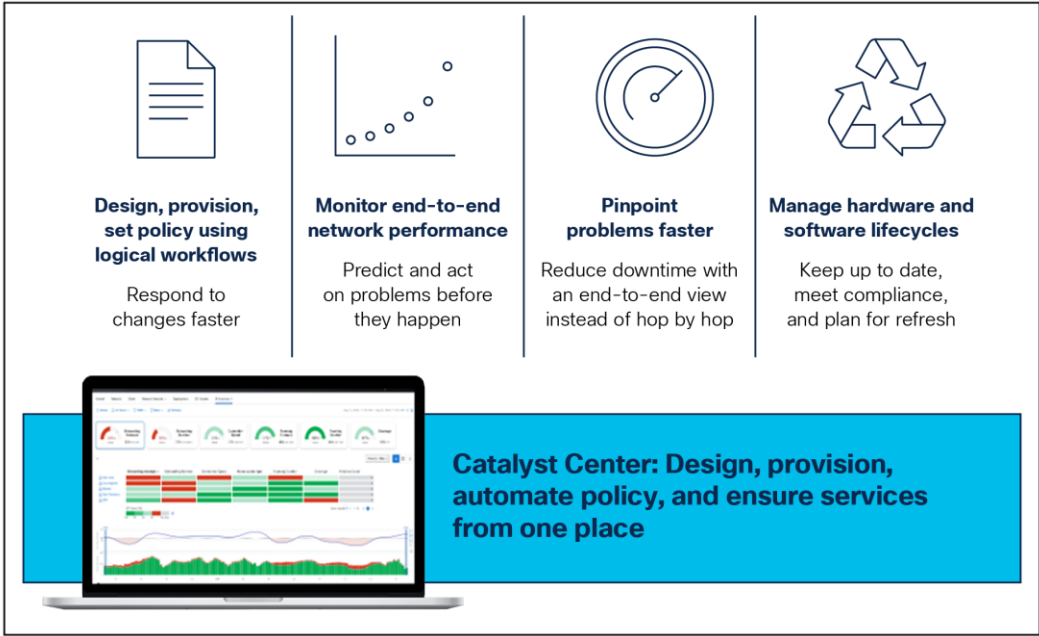 Design, provision,
set policy using
logical workflows
Respond to
changes faster
Monitor end-to-end
network performance
Predict and act
on problems before
they happen
Pinpoint
problems faster
Reduce downtime with
an end-to-end view
instead of hop by hop
Manage hardware and
software lifecycles
Keep up to date,
meet compliance,
and plan for refresh
Catalyst Center: Design, provision,
automate policy, and ensure services
from one place